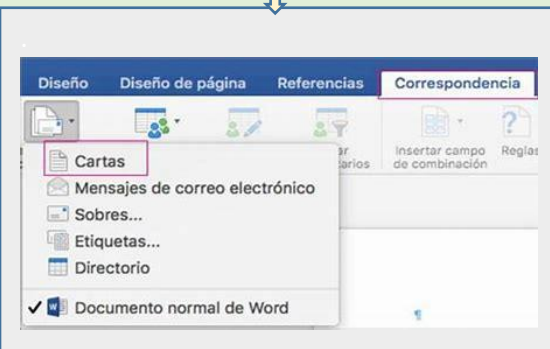 Diseño Diseño de página Referencias Correspondencia
Insertar campo Reglas
de combinación
Cartas
Mensajes de correo electrónico
Sobres...
Etiquetas...
Directorio
✓ Documento normal de Word
¶